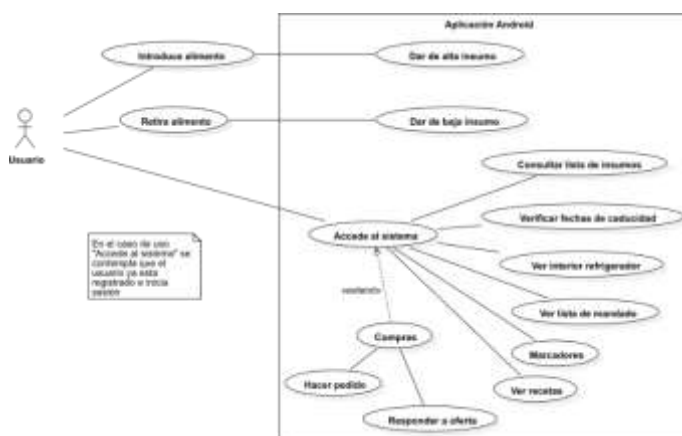 Aplicación Android
Introduce alimento
Dar de alta insumo
Retira alimento
Dar de baja insumo
Usuario
Consultar lista de insumos
Verificar fechas de caducidad
Accede al sistema
En el caso de uso
"Accede al sistema" se
contempla que el
usuario ya esta
registrado e inicia
sesión
Ver interior refrigerador
«extend»
Ver lista de mandado
Compras
Marcadores
Hacer pedido
Ver recetas
Responder a oferta